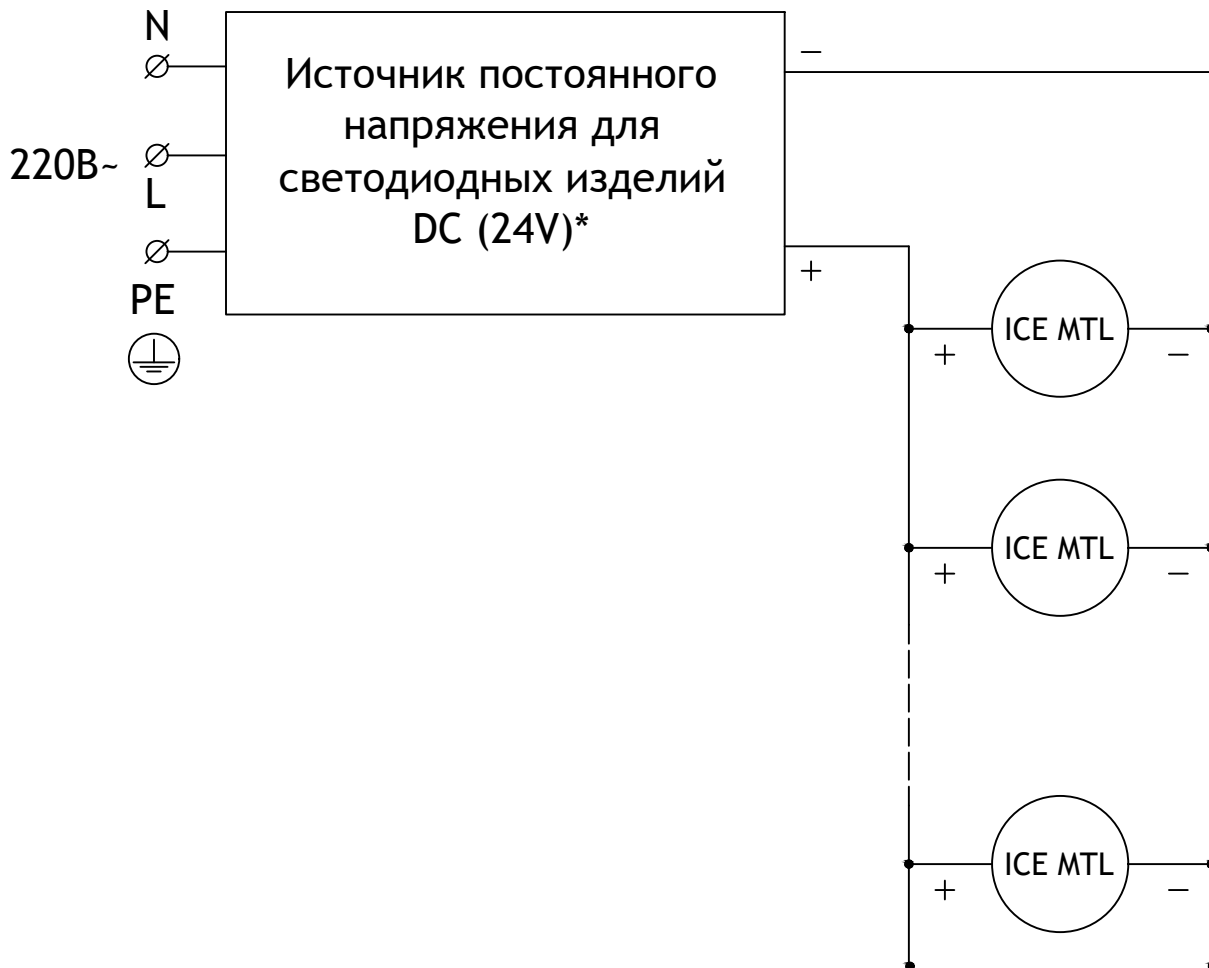 N
220В~
L
PE
Источник постоянного
напряжения для
светодиодных изделий
DC (24V)*
−
+
ICE MTL
+ −
ICE MTL
+ −
ICE MTL
+ −